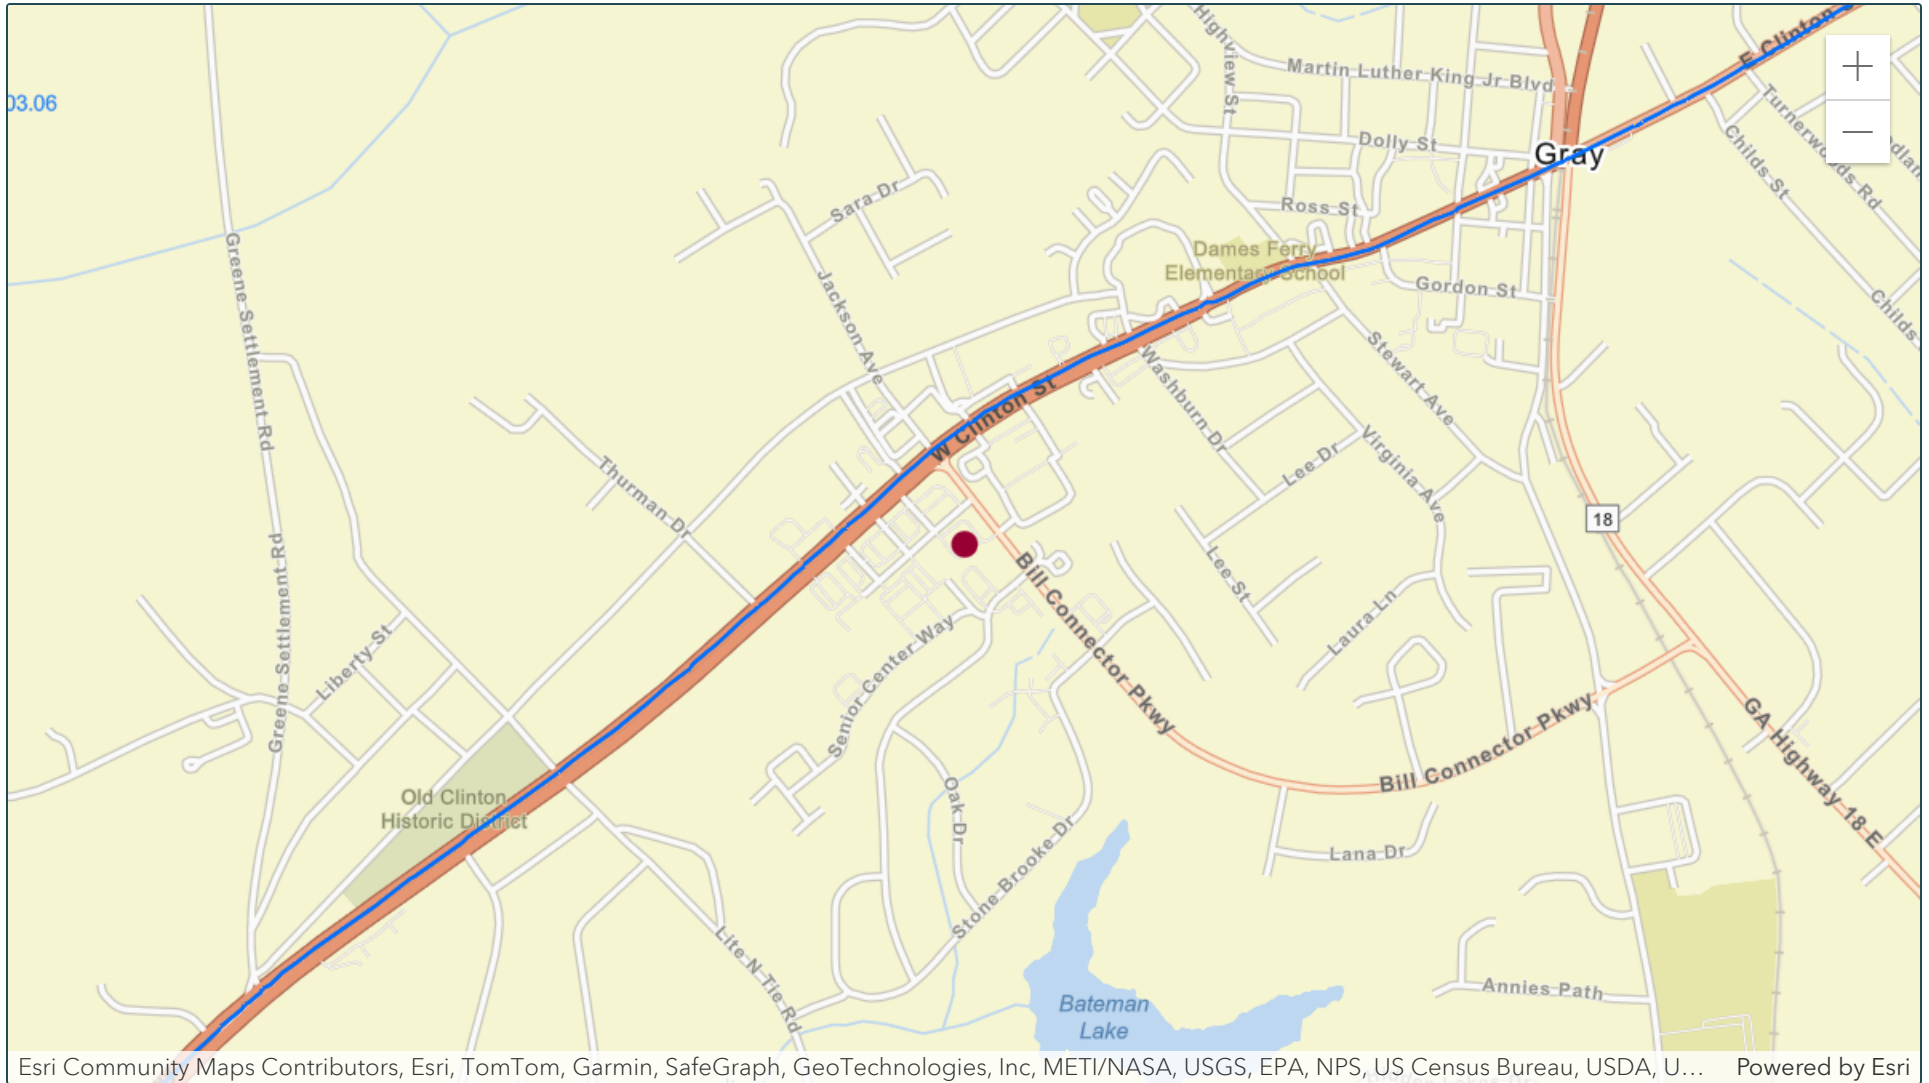 Highview St
E Clinton S
Martin Luther King Jr Blvd
03.06
Turnerwoods Rd
Dolly St
Childs St
Gray
Sara Dr
Ross St
Dames Ferry
Elementary School
Greene Settlement Rd
Jackson Ave
Gordon St
Childs
Stewart Ave
Washburn Dr
W Clinton St
Virginia Ave
Lee Dr
Thurman Dr
18
Greene Settlement Rd
Lee St
Bill Connector Pkwy
Laura Ln
Liberty St
Senior Center Way
Bill Connector Pkwy
GA Highway 18 E
Old Clinton
Historic District
Oak Dr
Stone Brooke Dr
Lana Dr
Lite N Tie Rd
Annies Path
Bateman
Lake
Esri Community Maps Contributors, Esri, TomTom, Garmin, SafeGraph, GeoTechnologies, Inc, METI/NASA, USGS, EPA, NPS, US Census Bureau, USDA, U... Powered by Esri